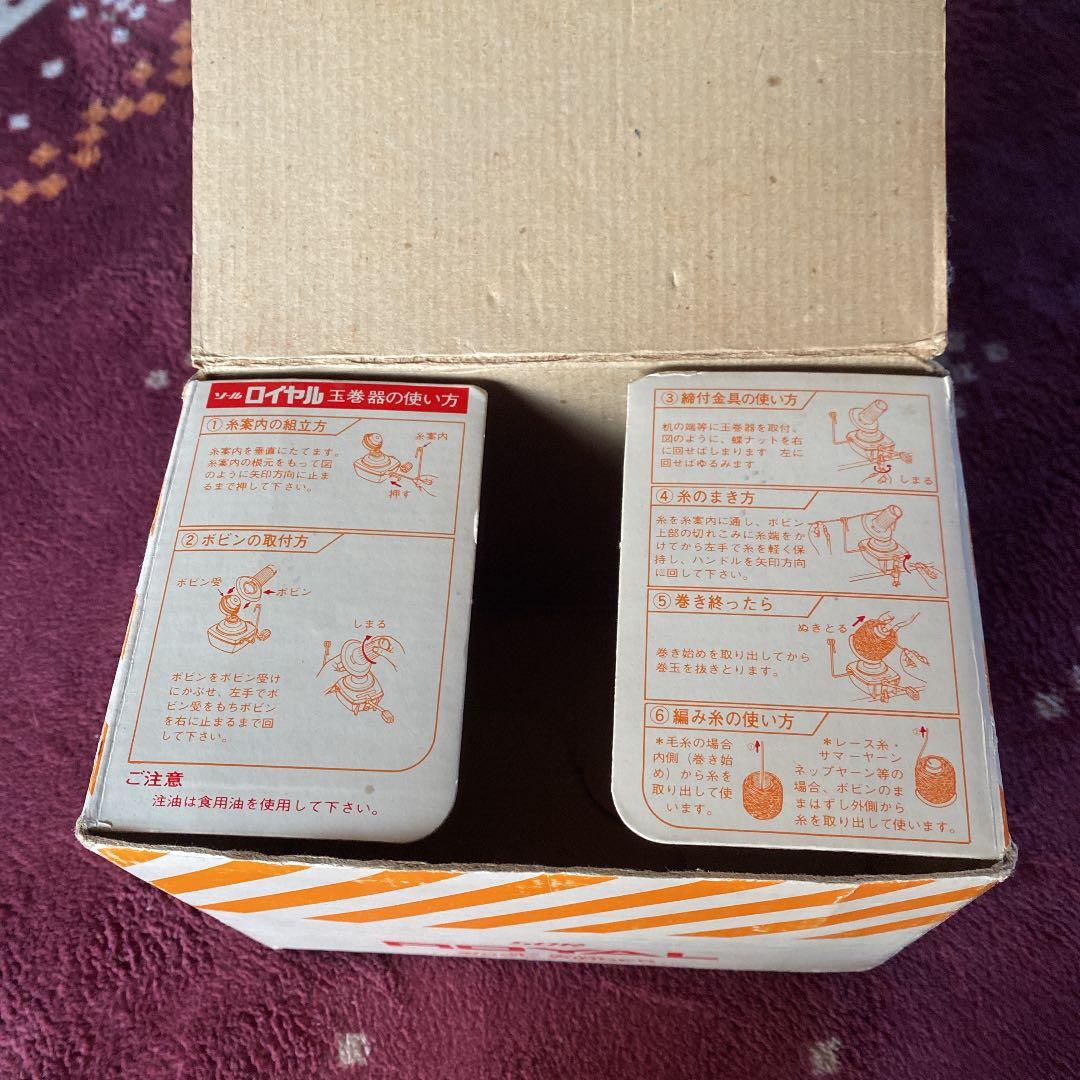 ソール ロイヤル 玉巻器の使い方
① 糸案内の組立方
糸案内を垂直にたてます。
糸案内の根元をもって図
のように矢印方向に止ま
るまで押して下さい。
糸案内
押す
② ボビンの取付方
ボビン受
ボビン
しまる
ボビンをボビン受け
にかぶせ、左手でボ
ビン受をもちボビン
を右に止まるまで回
して下さい。
ご注意
注油は食用油を使用して下さい。
③ 締付金具の使い方
机の端等に玉巻器を取付、
図のように、蝶ナットを右
に回せばしまります 左に
回せばゆるみます
しまる
④ 糸のまき方
糸を糸案内に通し、ボビン
上部の切れこみに糸端をか
けてから左手で糸を軽く保
持し、ハンドルを矢印方向
に回して下さい。
⑤ 巻き終ったら
ぬきとる
巻き始めを取り出してから
巻玉を抜きとります。
⑥ 編み糸の使い方
*毛糸の場合
内側(巻き始
め)から糸を
取り出して使
います。
*レース糸・
サマーヤーン
ネップヤーン等の
場合、ボビンのま
まはずし外側から
糸を取り出して使います。
ROYAL